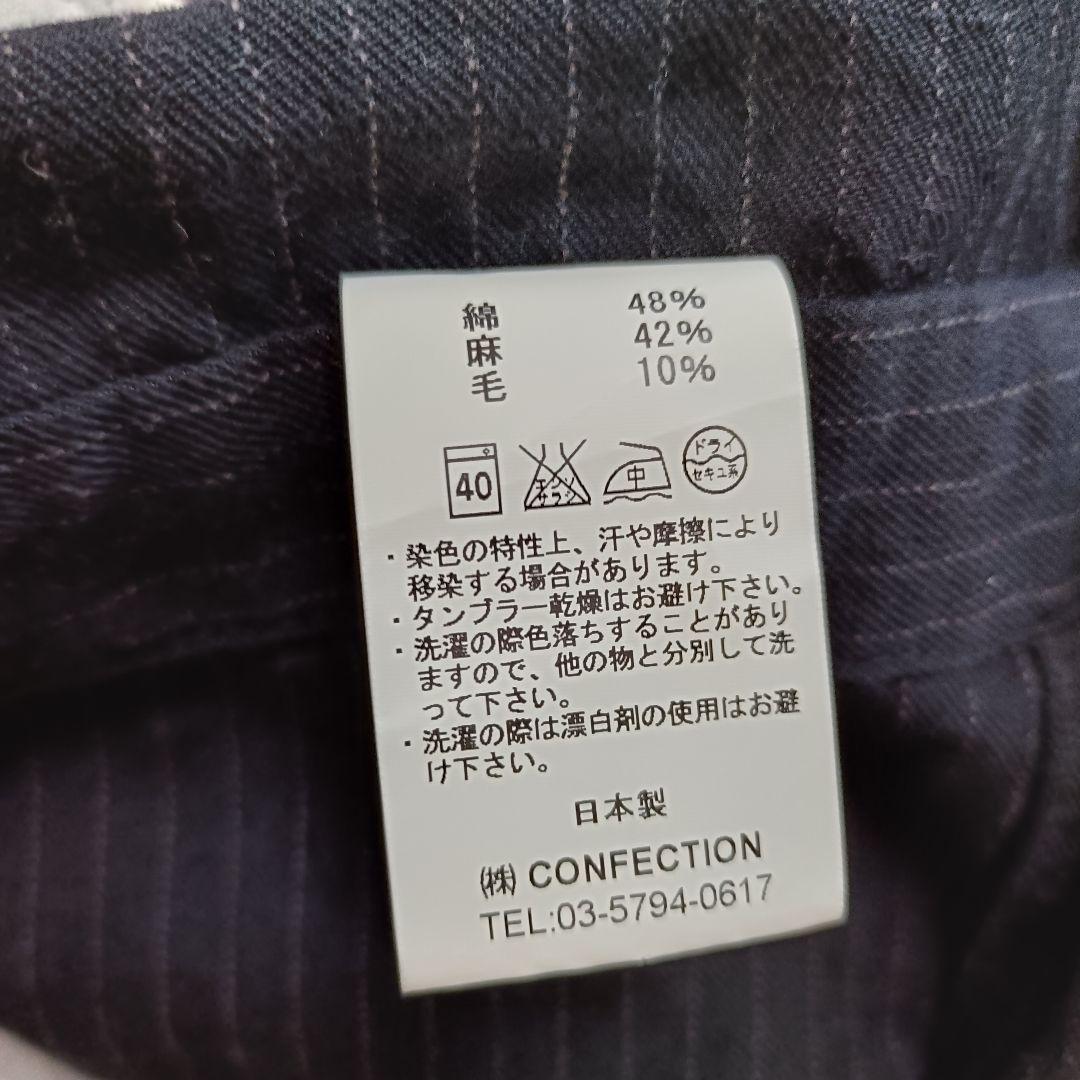 綿 48%
麻 42%
毛 10%
40 エンソ サラシ 中 ドライ セキユ系
・染色の特性上、汗や摩擦により
移染する場合があります。
・タンブラー乾燥はお避け下さい。
・洗濯の際色落ちすることがあり
ますので、他の物と分別して洗
って下さい。
・洗濯の際は漂白剤の使用はお避
け下さい。
日本製
㈱ CONFECTION
TEL:03-5794-0617